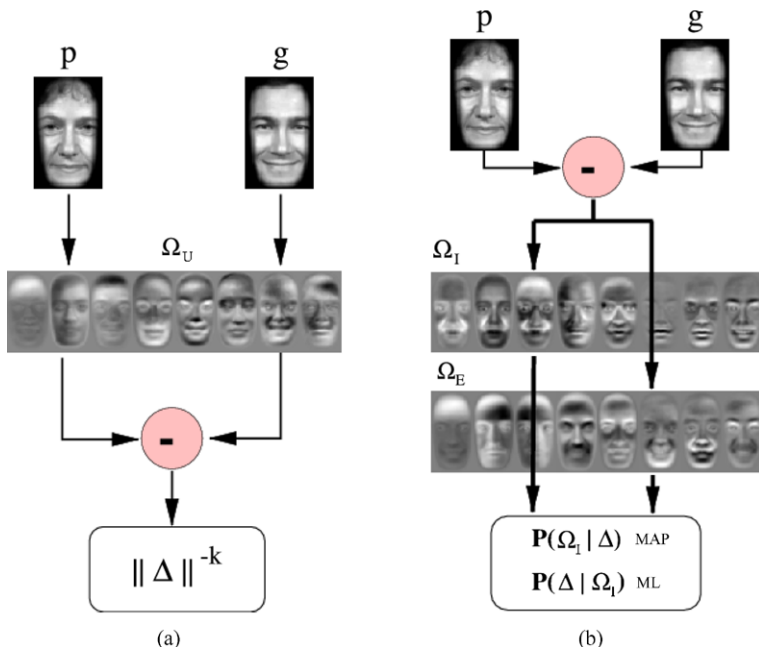 p g
Ω_U
-
‖ Δ ‖^-k
(a)
p g
-
Ω_I
Ω_E
P(Ω_I | Δ) MAP
P(Δ | Ω_I) ML
(b)